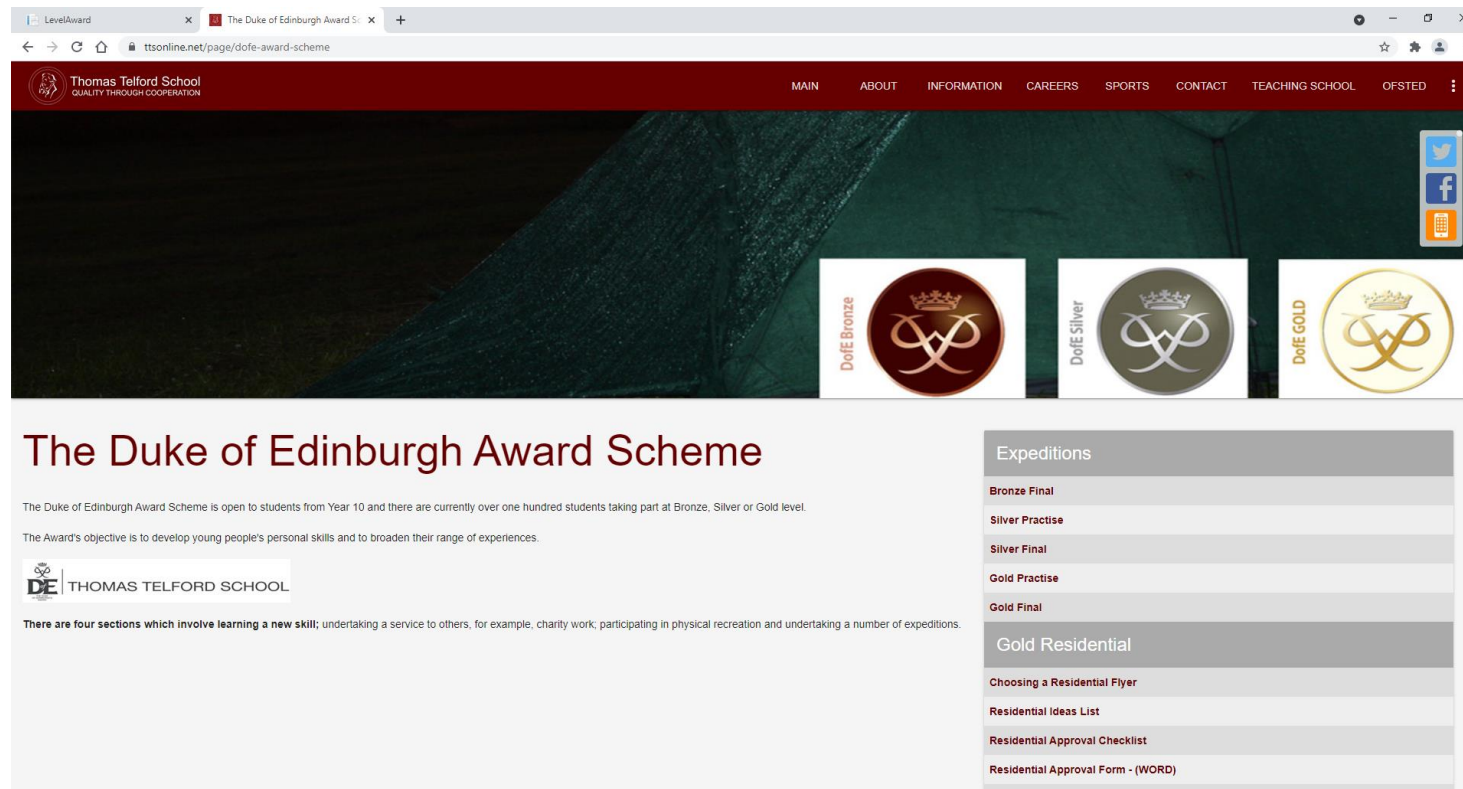 LevelAward
The Duke of Edinburgh Award Sc
ttsonline.net/page/dofe-award-scheme
Thomas Telford School
QUALITY THROUGH COOPERATION
MAIN ABOUT INFORMATION CAREERS SPORTS CONTACT TEACHING SCHOOL OFSTED
DofE Bronze
DofE Silver
DofE GOLD
The Duke of Edinburgh Award Scheme
The Duke of Edinburgh Award Scheme is open to students from Year 10 and there are currently over one hundred students taking part at Bronze, Silver or Gold level.
The Award's objective is to develop young people's personal skills and to broaden their range of experiences.
DE THOMAS TELFORD SCHOOL
There are four sections which involve learning a new skill; undertaking a service to others, for example, charity work; participating in physical recreation and undertaking a number of expeditions.
Expeditions
Bronze Final
Silver Practise
Silver Final
Gold Practise
Gold Final
Gold Residential
Choosing a Residential Flyer
Residential Ideas List
Residential Approval Checklist
Residential Approval Form - (WORD)